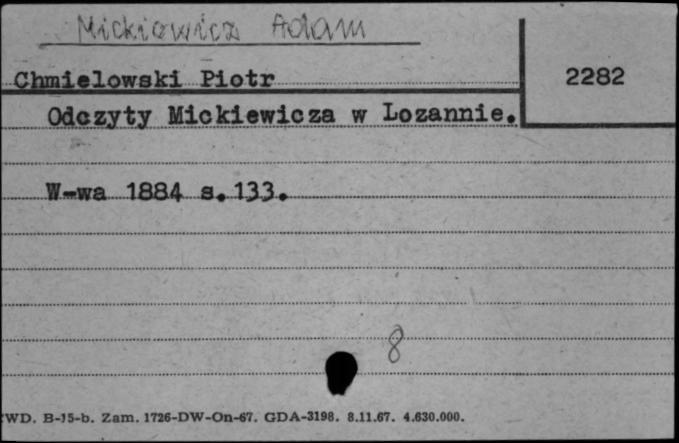 Mickiewicz Adam
Chmielowski Piotr
2282
Odczyty Mickiewicza w Lozannie.
W-wa 1884 s.133.
8
WD. B-15-b. Zam. 1726-DW-On-67. GDA-3198. 8.11.67. 4.630.000.